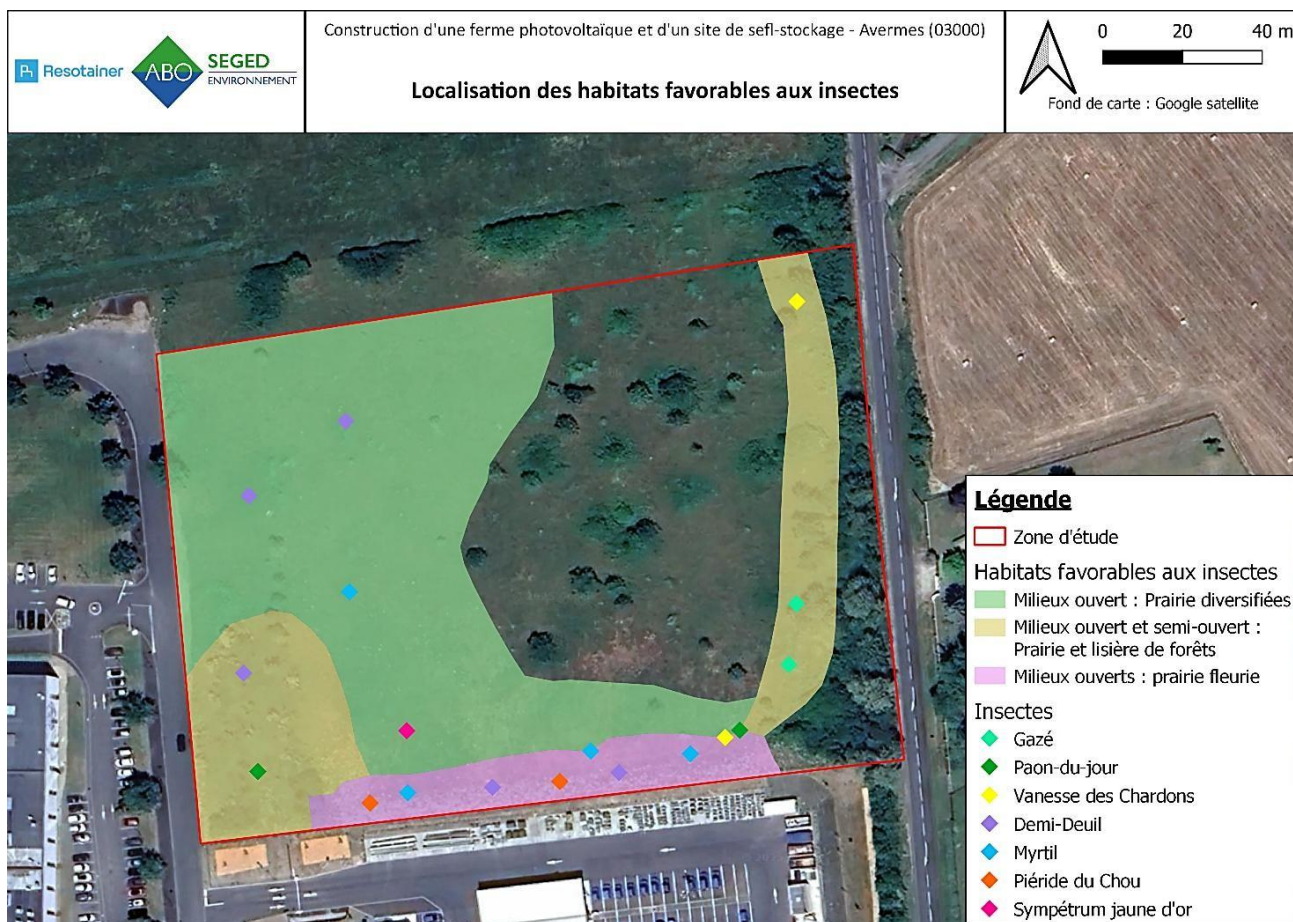 Resotainer
ABO
SEGED
ENVIRONNEMENT
Construction d'une ferme photovoltaïque et d'un site de sefl-stockage - Avermes (03000)
Localisation des habitats favorables aux insectes
0 20 40 m
Fond de carte : Google satellite
Légende
Zone d'étude
Habitats favorables aux insectes
Milieux ouvert : Prairie diversifiées
Milieux ouvert et semi-ouvert :
Prairie et lisière de forêts
Milieux ouverts : prairie fleurie
Insectes
Gazé
Paon-du-jour
Vanesse des Chardons
Demi-Deuil
Myrtil
Piéride du Chou
Sympétrum jaune d'or